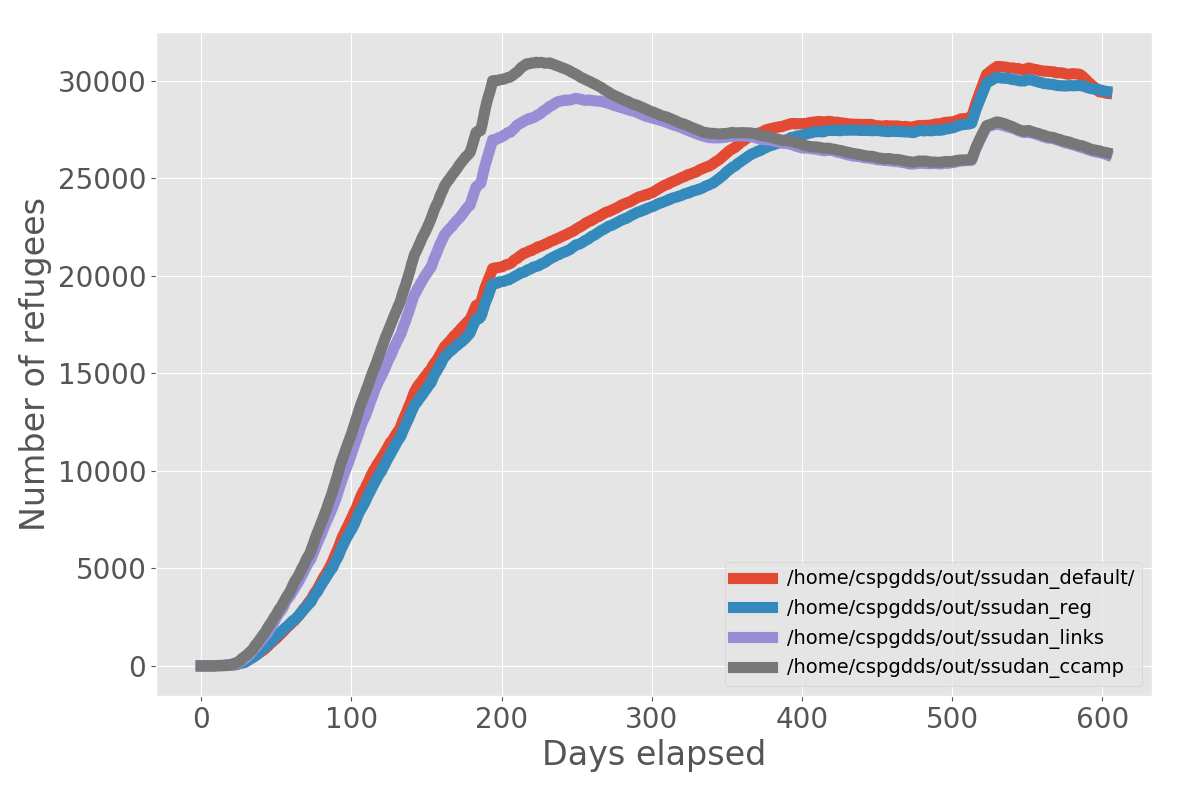 30000
25000
20000
15000
10000
5000
0
Number of refugees
0 100 200 300 400 500 600
Days elapsed
/home/cspgdds/out/ssudan_default/
/home/cspgdds/out/ssudan_reg
/home/cspgdds/out/ssudan_links
/home/cspgdds/out/ssudan_ccamp